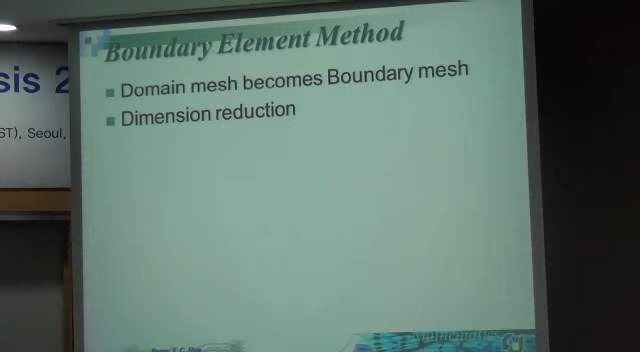 Boundary Element Method
Domain mesh becomes Boundary mesh
Dimension reduction
sis 2
ST), Seoul,